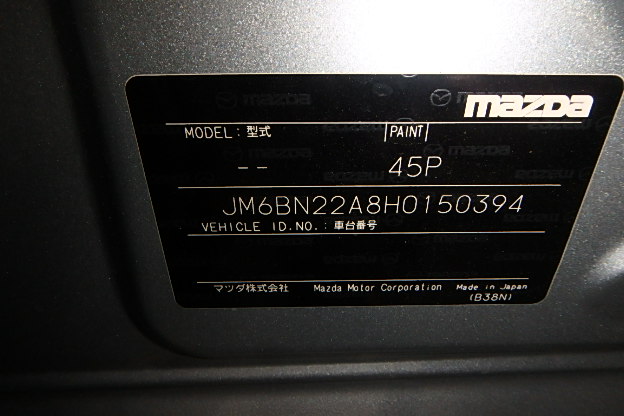 mazda
MODEL : 型式 PAINT
-- 45P
JM6BN22A8H0150394
VEHICLE ID.NO. : 車台番号
マツダ株式会社 Mazda Motor Corporation Made in Japan
(B38N)